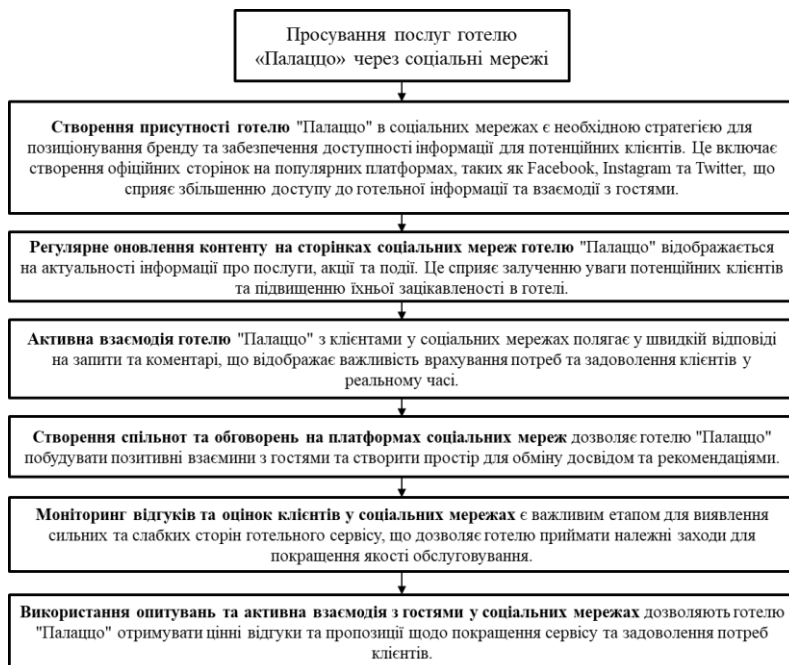 Просування послуг готелю
«Палаццо» через соціальні мережі
Створення присутності готелю "Палаццо" в соціальних мережах є необхідною стратегією для
позиціонування бренду та забезпечення доступності інформації для потенційних клієнтів. Це включає
створення офіційних сторінок на популярних платформах, таких як Facebook, Instagram та Twitter, що
сприяє збільшенню доступу до готельної інформації та взаємодії з гостями.
Регулярне оновлення контенту на сторінках соціальних мереж готелю "Палаццо" відображається
на актуальності інформації про послуги, акції та події. Це сприяє залученню уваги потенційних клієнтів
та підвищенню їхньої зацікавленості в готелі.
Активна взаємодія готелю "Палаццо" з клієнтами у соціальних мережах полягає у швидкій відповіді
на запити та коментарі, що відображає важливість врахування потреб та задоволення клієнтів у
реальному часі.
Створення спільнот та обговорень на платформах соціальних мереж дозволяє готелю "Палаццо"
побудувати позитивні взаємини з гостями та створити простір для обміну досвідом та рекомендаціями.
Моніторинг відгуків та оцінок клієнтів у соціальних мережах є важливим етапом для виявлення
сильних та слабких сторін готельного сервісу, що дозволяє готелю приймати належні заходи для
покращення якості обслуговування.
Використання опитувань та активна взаємодія з гостями у соціальних мережах дозволяють готелю
"Палаццо" отримувати цінні відгуки та пропозиції щодо покращення сервісу та задоволення потреб
клієнтів.